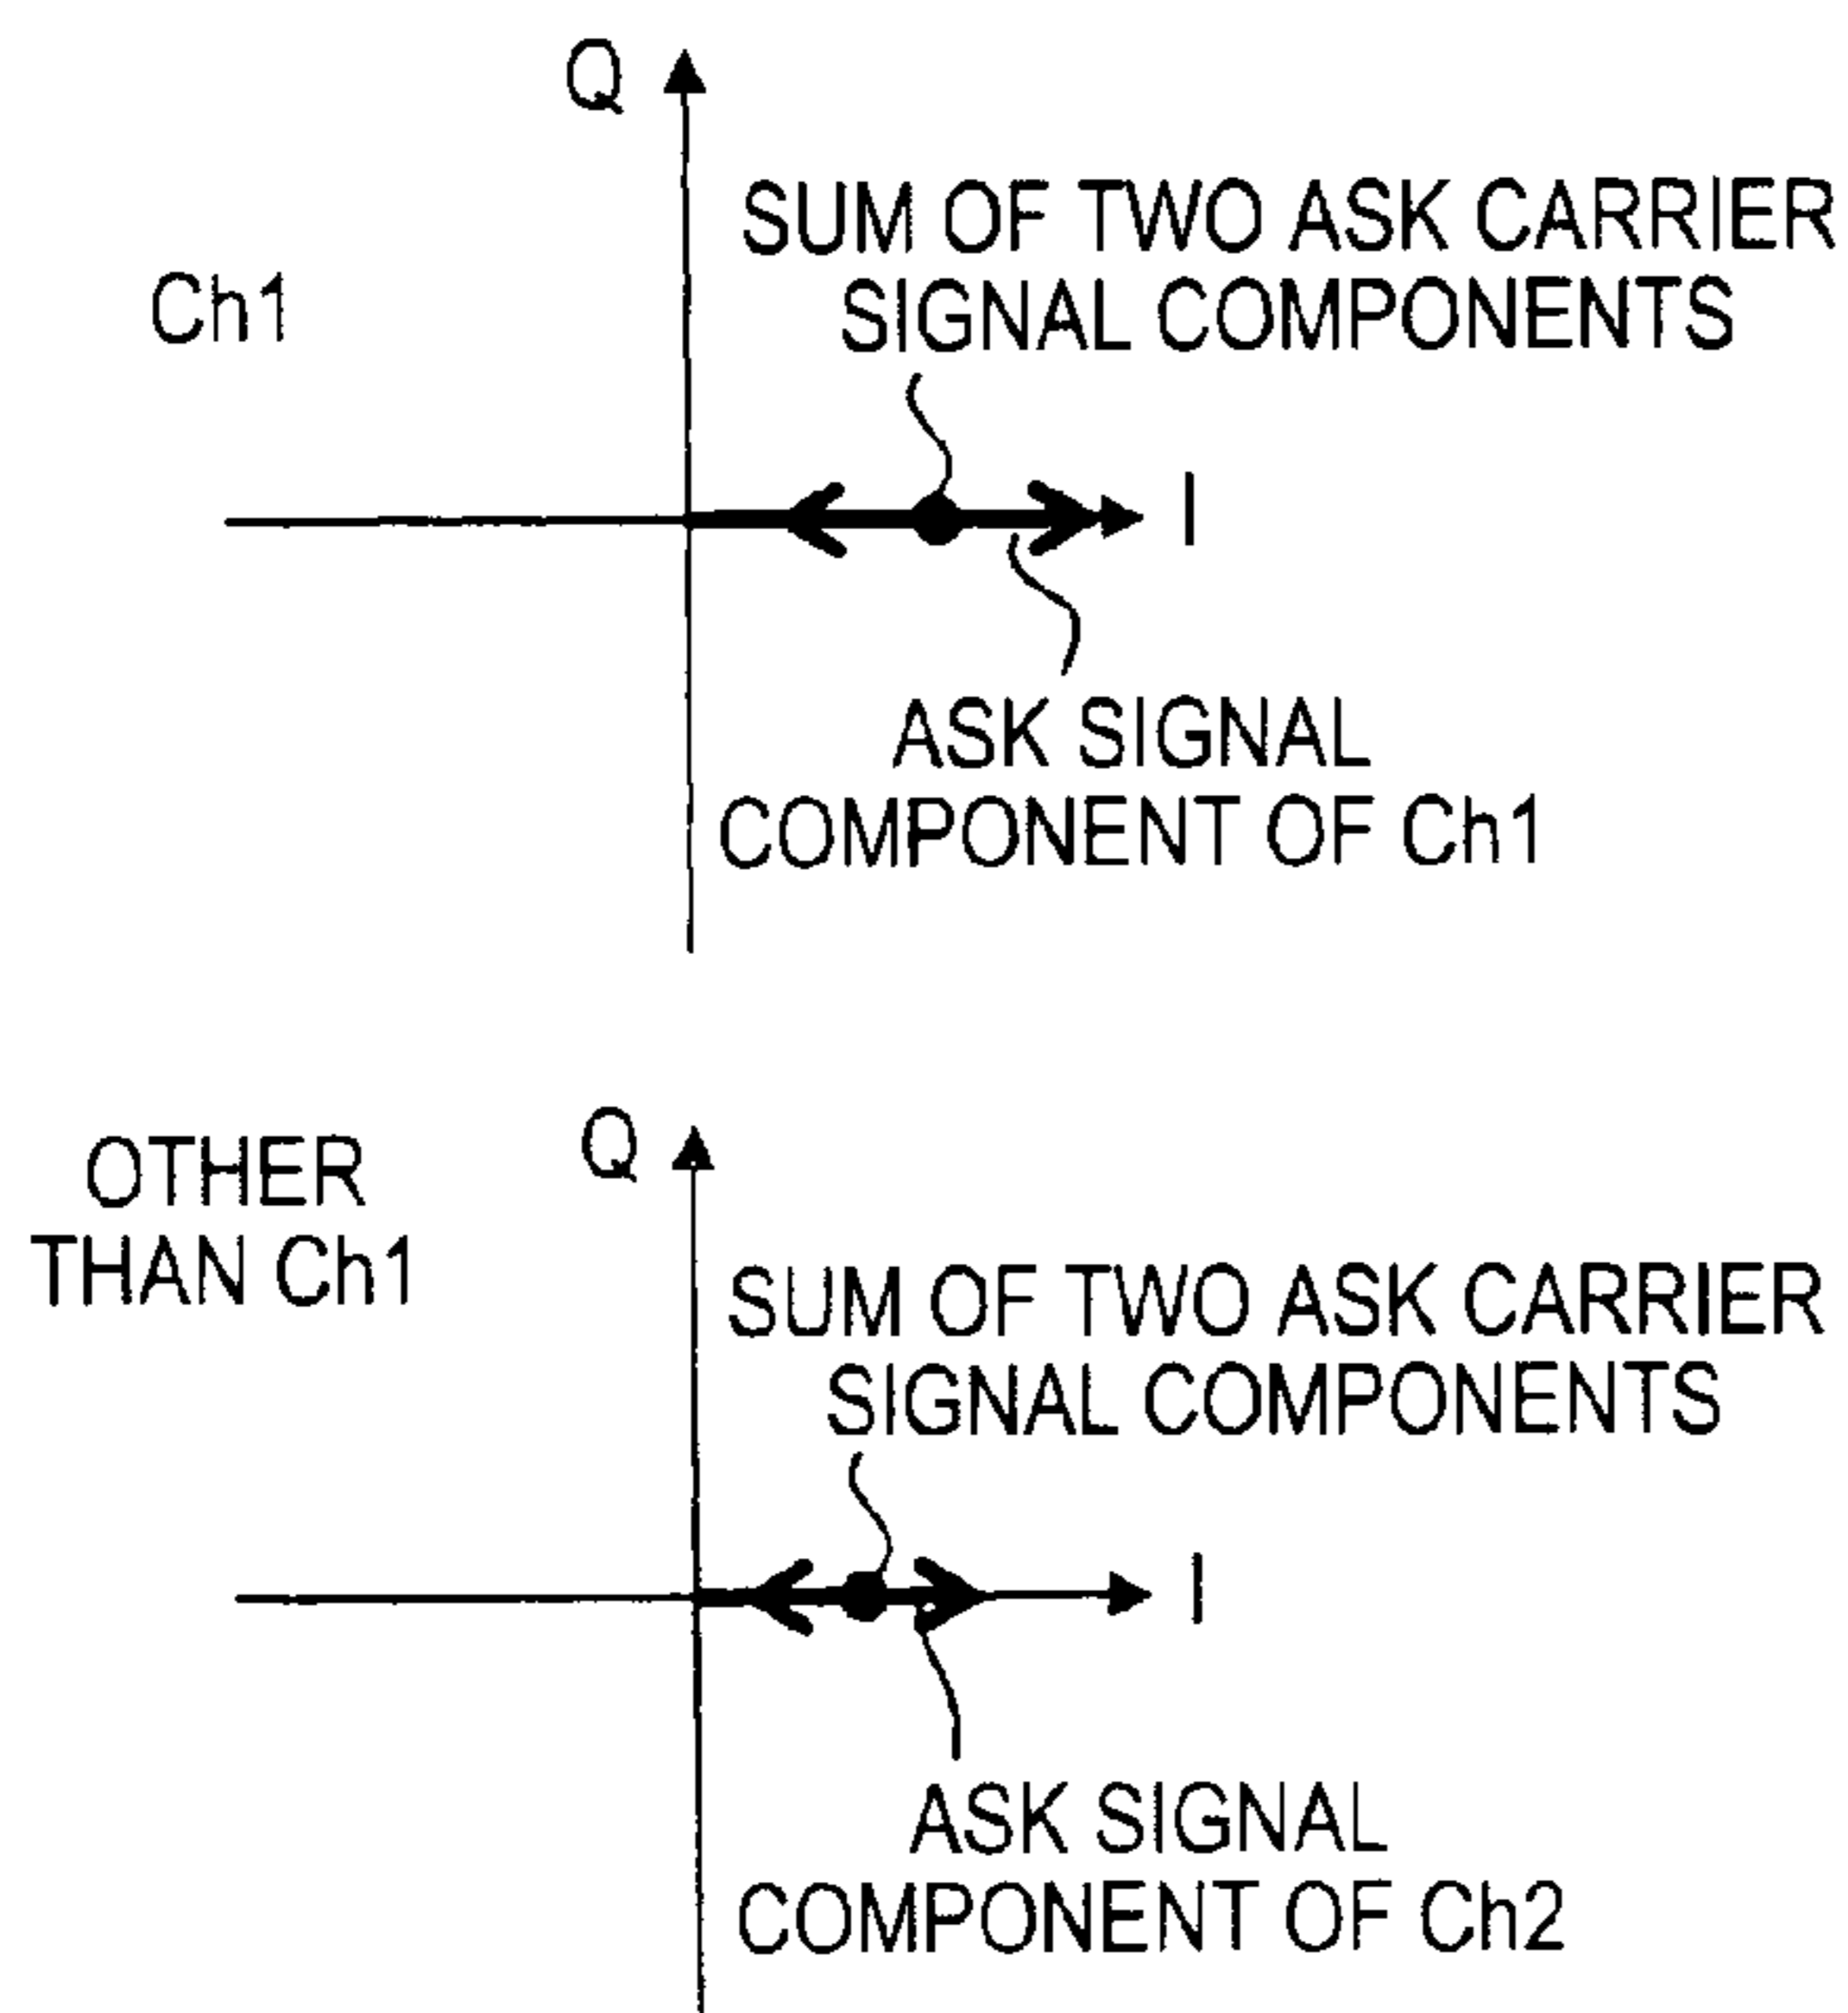 Q
SUM OF TWO ASK CARRIER
SIGNAL COMPONENTS
Ch1
I
ASK SIGNAL
COMPONENT OF Ch1
Q
OTHER
THAN Ch1
SUM OF TWO ASK CARRIER
SIGNAL COMPONENTS
I
ASK SIGNAL
COMPONENT OF Ch2